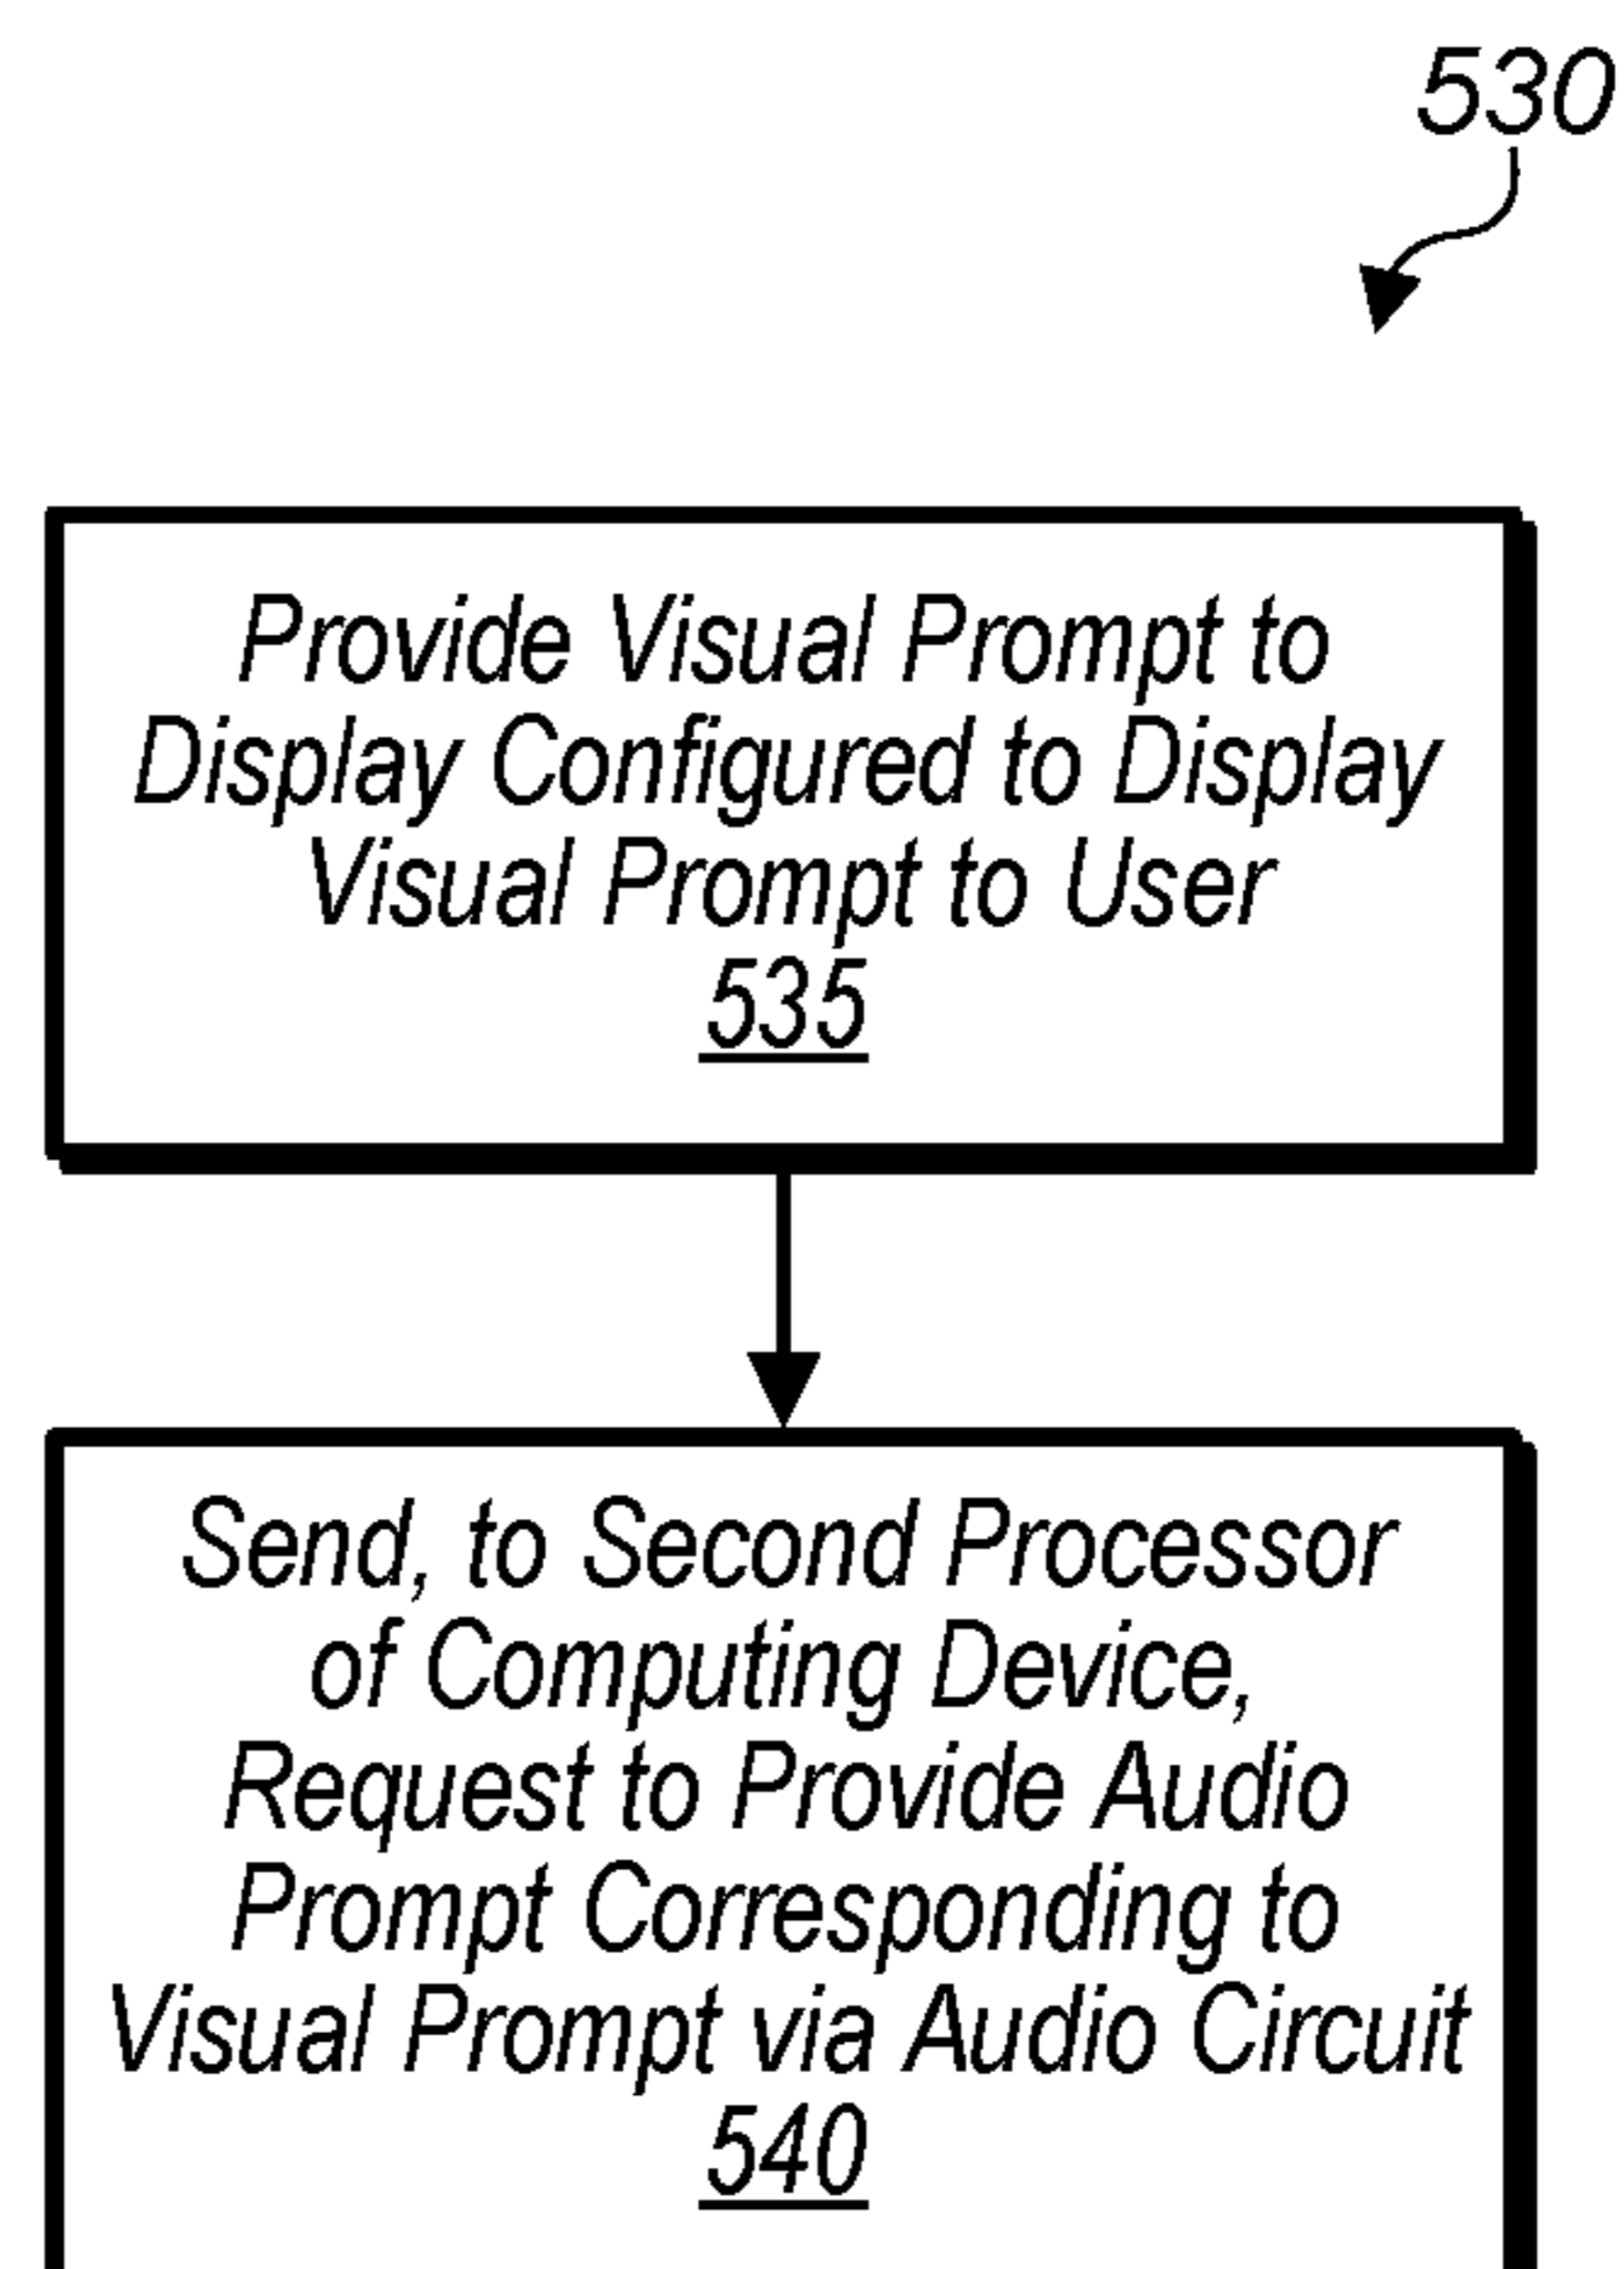 530
Provide Visual Prompt to
Display Configured to Display
Visual Prompt to User
535
Send, to Second Processor
of Computing Device,
Request to Provide Audio
Prompt Corresponding to
Visual Prompt via Audio Circuit
540